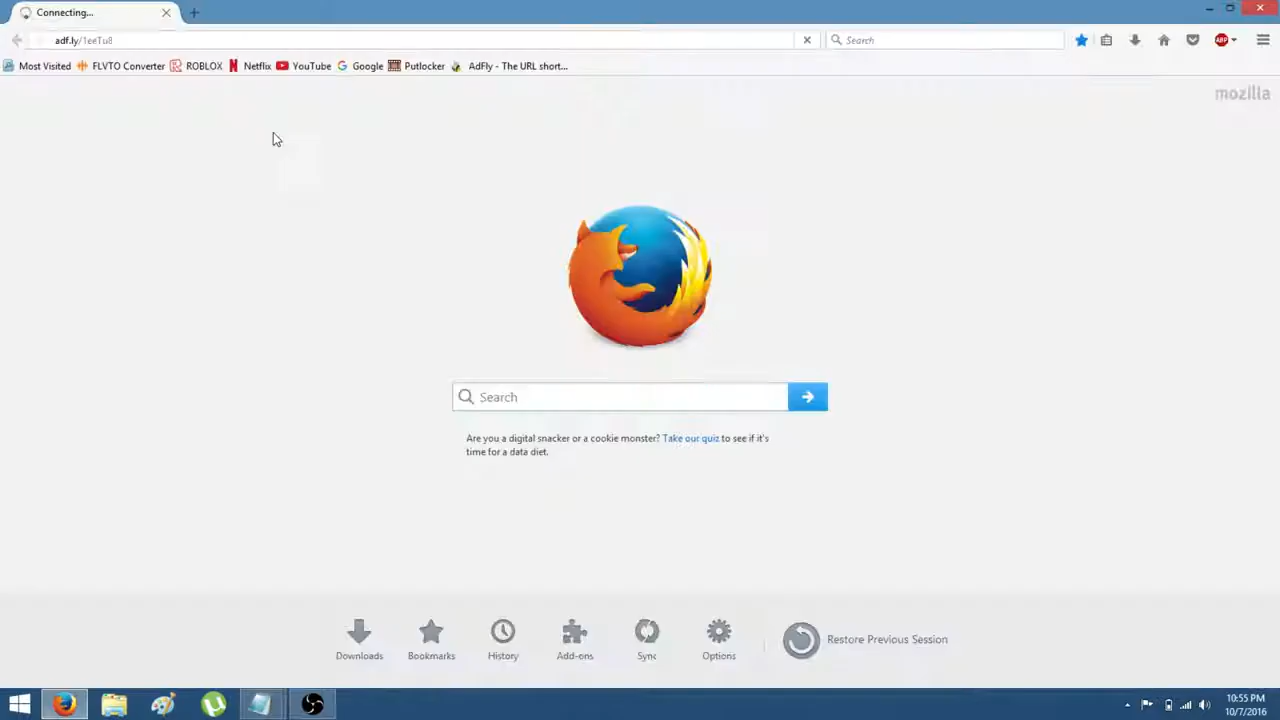 Connecting...
adf.ly/1eeTu8
Search
Most Visited FLVTO Converter ROBLOX Netflix YouTube Google Putlocker AdFly - The URL short...
mozilla
Search
Are you a digital snacker or a cookie monster? Take our quiz to see if it's
time for a data diet.
Downloads Bookmarks History Add-ons Sync Options Restore Previous Session
10:55 PM
10/7/2016
ABP